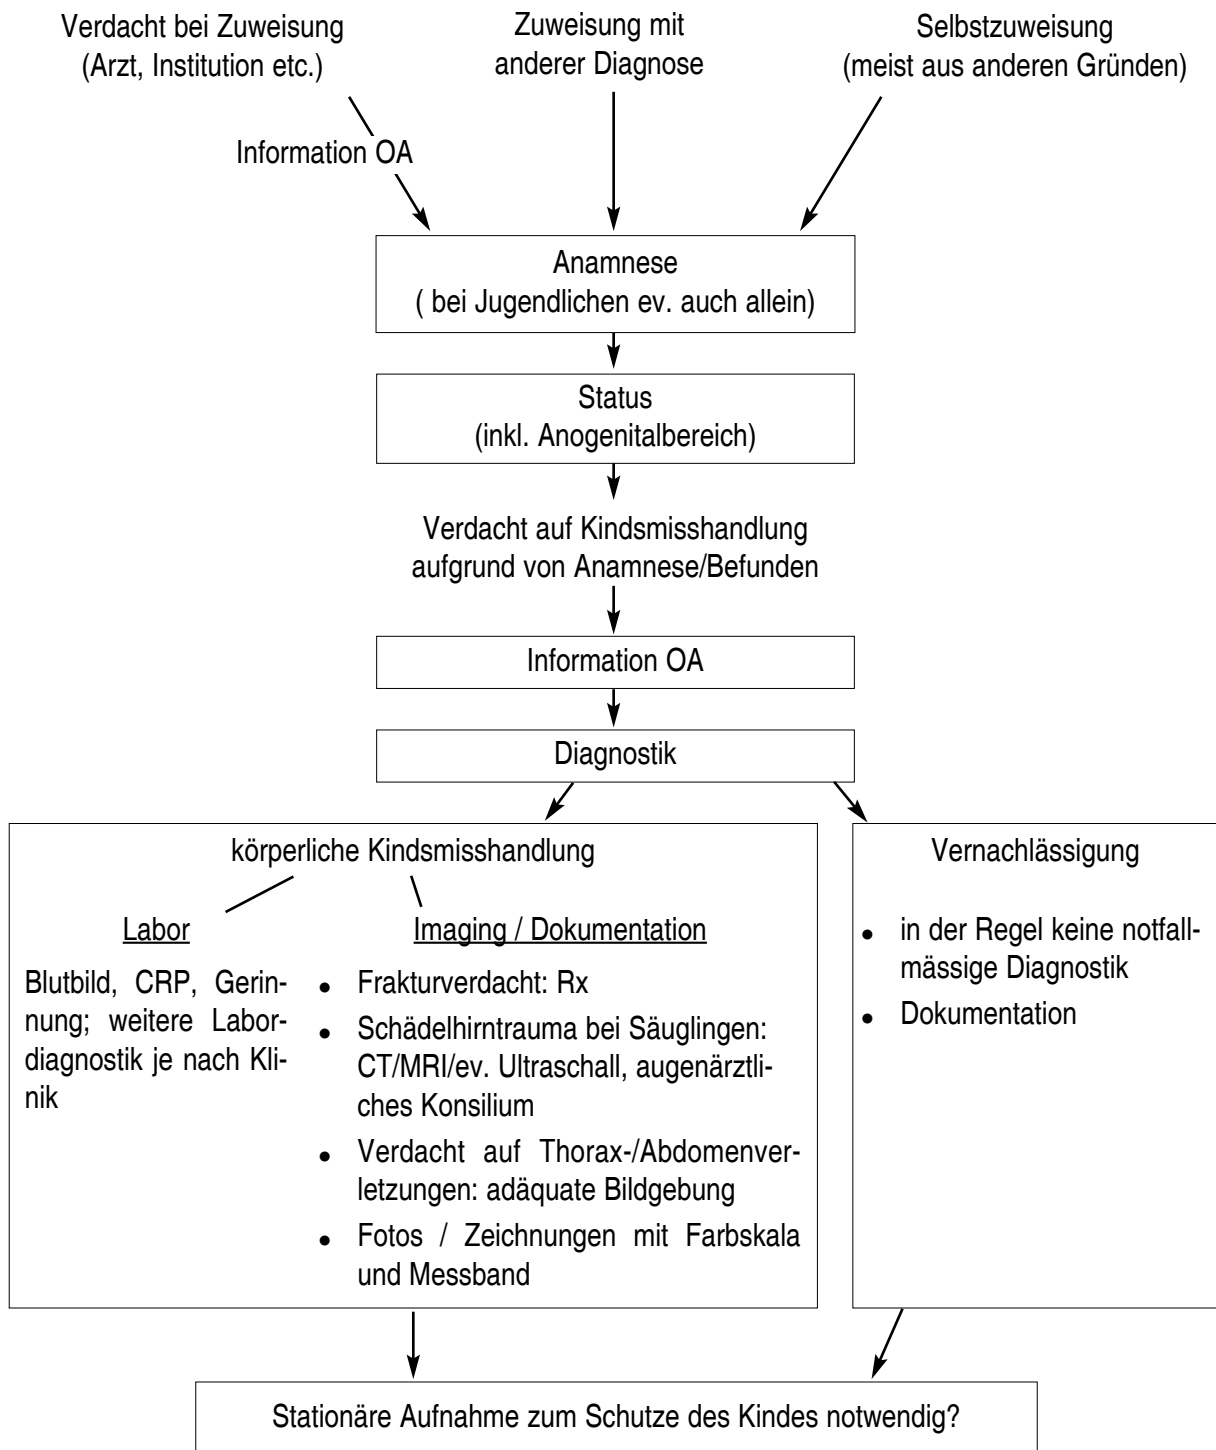 Verdacht bei Zuweisung
(Arzt, Institution etc.)
Zuweisung mit
anderer Diagnose
Selbstzuweisung
(meist aus anderen Gründen)
Information OA
Anamnese
( bei Jugendlichen ev. auch allein)
Status
(inkl. Anogenitalbereich)
Verdacht auf Kindsmisshandlung
aufgrund von Anamnese/Befunden
Information OA
Diagnostik
körperliche Kindsmisshandlung
Labor
Blutbild, CRP, Gerin-
nung; weitere Labor-
diagnostik je nach Kli-
nik
Imaging / Dokumentation
• Frakturverdacht: Rx
• Schädelhirntrauma bei Säuglingen:
CT/MRI/ev. Ultraschall, augenärztli-
ches Konsilium
• Verdacht auf Thorax-/Abdomenver-
letzungen: adäquate Bildgebung
• Fotos / Zeichnungen mit Farbskala
und Messband
Vernachlässigung
• in der Regel keine notfall-
mässige Diagnostik
• Dokumentation
Stationäre Aufnahme zum Schutze des Kindes notwendig?